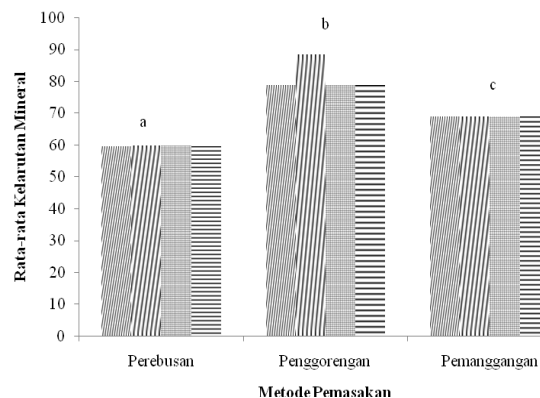 Rata-rata Kelarutan Mineral
100
90
80
70
60
50
40
30
20
10
0
a
b
c
Perebusan Penggorengan Pemanggangan
Metode Pemasakan